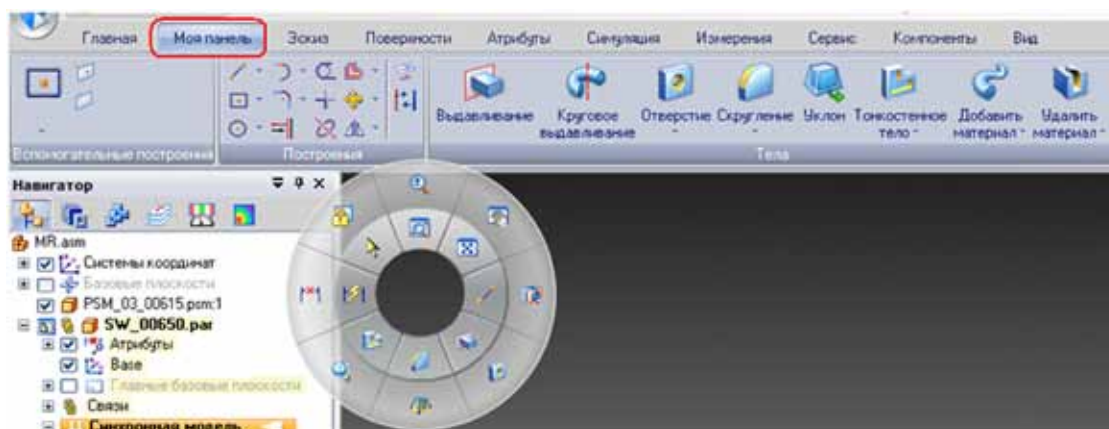 Главная Моя панель Эскиз Поверхности Атрибуты Симуляция Измерения Сервис Компоненты Вид
Выдавливание Круговое выдавливание Отверстие Скругление Уклон Тонкостенное тело Добавить материал Удалить материал
Вспомогательные построения Построения Тела
Навигатор
MR.asm
Системы координат
Базовые плоскости
PSM_03_00615.psm:1
SW_00650.par
Атрибуты
Base
Главные базовые плоскости
Связи
Синхронная модель